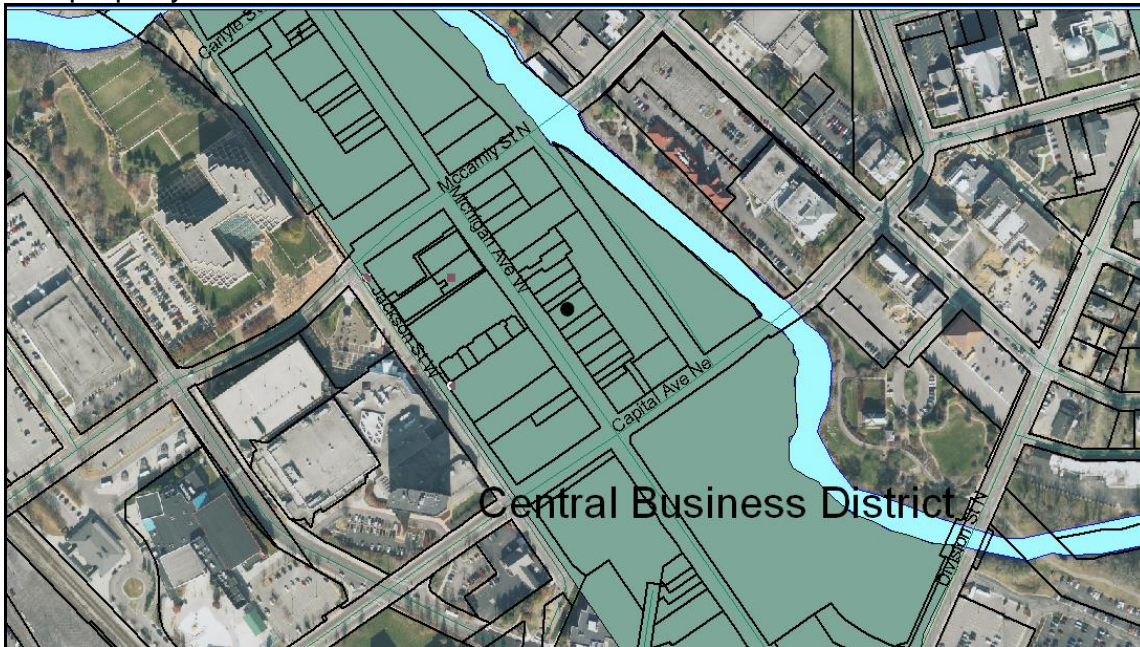 Carlyle St
Mccamly St N
Michigan Ave W
Jackson St W
Capital Ave Ne
Central Business District
Division St N